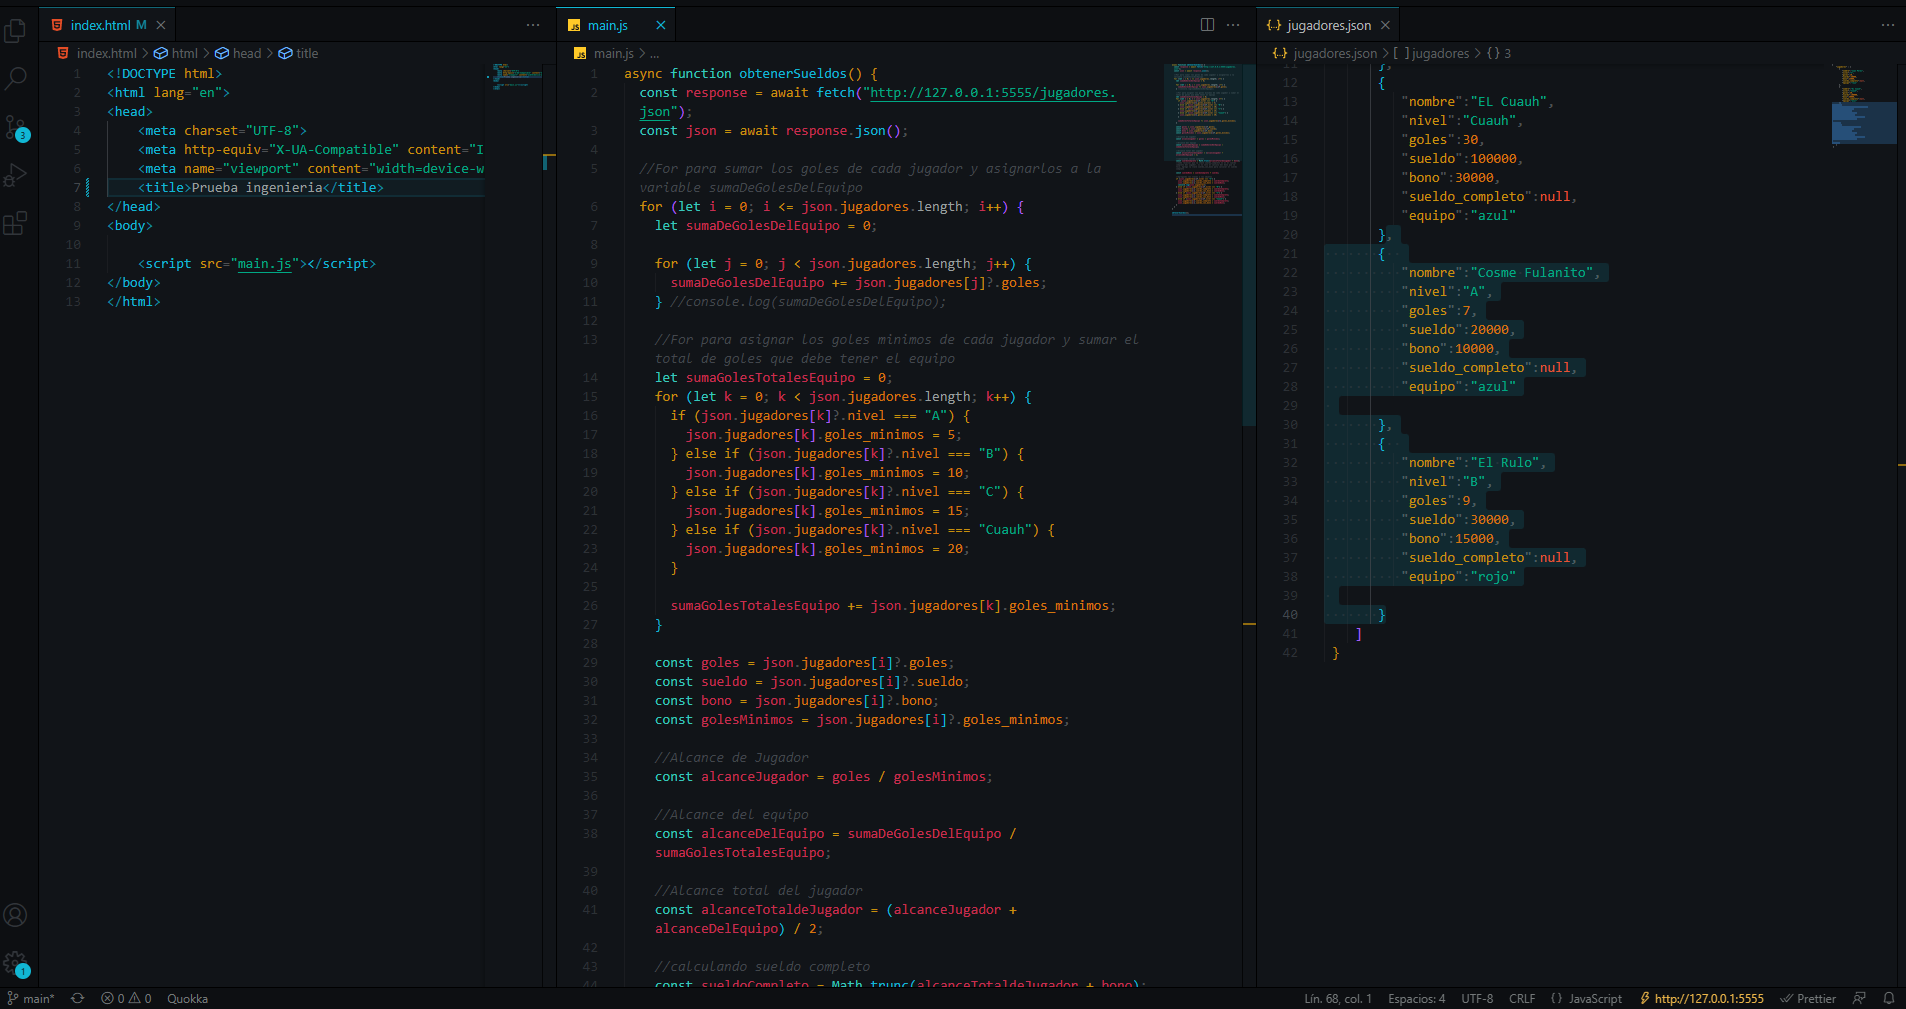 index.html M
index.html > html > head > title
1 <!DOCTYPE html>
2 <html lang="en">
3 <head>
4 <meta charset="UTF-8">
5 <meta http-equiv="X-UA-Compatible" content="I
6 <meta name="viewport" content="width=device-w
7 <title>Prueba ingenieria</title>
8 </head>
9 <body>
10
11 <script src="main.js"></script>
12 </body>
13 </html>
main.js
main.js > ...
1 async function obtenerSueldos() {
2 const response = await fetch("http://127.0.0.1:5555/jugadores.
json");
3 const json = await response.json();
4
5 //For para sumar los goles de cada jugador y asignarlos a la
variable sumaDeGolesDelEquipo
6 for (let i = 0; i <= json.jugadores.length; i++) {
7 let sumaDeGolesDelEquipo = 0;
8
9 for (let j = 0; j < json.jugadores.length; j++) {
10 sumaDeGolesDelEquipo += json.jugadores[j]?.goles;
11 } //console.log(sumaDeGolesDelEquipo);
12
13 //For para asignar los goles minimos de cada jugador y sumar el
total de goles que debe tener el equipo
14 let sumaGolesTotalesEquipo = 0;
15 for (let k = 0; k < json.jugadores.length; k++) {
16 if (json.jugadores[k]?.nivel === "A") {
17 json.jugadores[k].goles_minimos = 5;
18 } else if (json.jugadores[k]?.nivel === "B") {
19 json.jugadores[k].goles_minimos = 10;
20 } else if (json.jugadores[k]?.nivel === "C") {
21 json.jugadores[k].goles_minimos = 15;
22 } else if (json.jugadores[k]?.nivel === "Cuauh") {
23 json.jugadores[k].goles_minimos = 20;
24 }
25
26 sumaGolesTotalesEquipo += json.jugadores[k].goles_minimos;
27 }
28
29 const goles = json.jugadores[i]?.goles;
30 const sueldo = json.jugadores[i]?.sueldo;
31 const bono = json.jugadores[i]?.bono;
32 const golesMinimos = json.jugadores[i]?.goles_minimos;
33
34 //Alcance de Jugador
35 const alcanceJugador = goles / golesMinimos;
36
37 //Alcance del equipo
38 const alcanceDelEquipo = sumaDeGolesDelEquipo /
sumaGolesTotalesEquipo;
39
40 //Alcance total del jugador
41 const alcanceTotaldeJugador = (alcanceJugador +
alcanceDelEquipo) / 2;
42
43 //calculando sueldo completo
44 const sueldoCompleto = Math.trunc(alcanceTotaldeJugador * bono);
jugadores.json
jugadores.json > [ ] jugadores > { } 3
11 },
12 {
13 "nombre":"EL Cuauh",
14 "nivel":"Cuauh",
15 "goles":30,
16 "sueldo":100000,
17 "bono":30000,
18 "sueldo_completo":null,
19 "equipo":"azul"
20 },
21 {
22 "nombre":"Cosme Fulanito",
23 "nivel":"A",
24 "goles":7,
25 "sueldo":20000,
26 "bono":10000,
27 "sueldo_completo":null,
28 "equipo":"azul"
29
30 },
31 {
32 "nombre":"El Rulo",
33 "nivel":"B",
34 "goles":9,
35 "sueldo":30000,
36 "bono":15000,
37 "sueldo_completo":null,
38 "equipo":"rojo"
39
40 }
41 ]
42 }
3
1
main* 0 0 Quokka Lín. 68, col. 1 Espacios: 4 UTF-8 CRLF {} JavaScript http://127.0.0.1:5555 Prettier